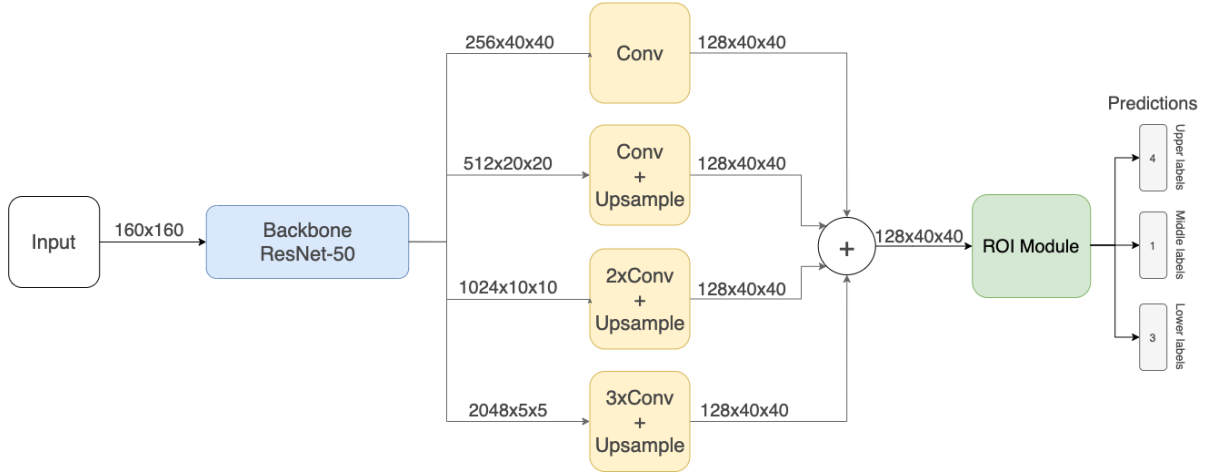 Input
160x160
Backbone
ResNet-50
256x40x40
Conv
128x40x40
512x20x20
Conv
+
Upsample
128x40x40
1024x10x10
2xConv
+
Upsample
128x40x40
2048x5x5
3xConv
+
Upsample
128x40x40
+
128x40x40
ROI Module
Predictions
4
Upper labels
1
Middle labels
3
Lower labels